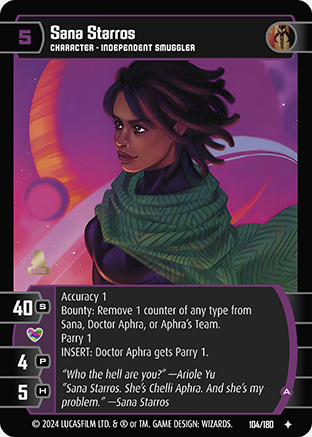 5
Sana Starros
CHARACTER • INDEPENDENT SMUGGLER
40 S
4 P
5 H
Accuracy 1
Bounty: Remove 1 counter of any type from
Sana, Doctor Aphra, or Aphra's Team.
Parry 1
INSERT: Doctor Aphra gets Parry 1.
"Who the hell are you?" —Ariole Yu
"Sana Starros. She's Chelli Aphra. And she's my
problem." —Sana Starros
A
© 2024 LUCASFILM LTD. & ® or TM. GAME DESIGN: WIZARDS.
104/180